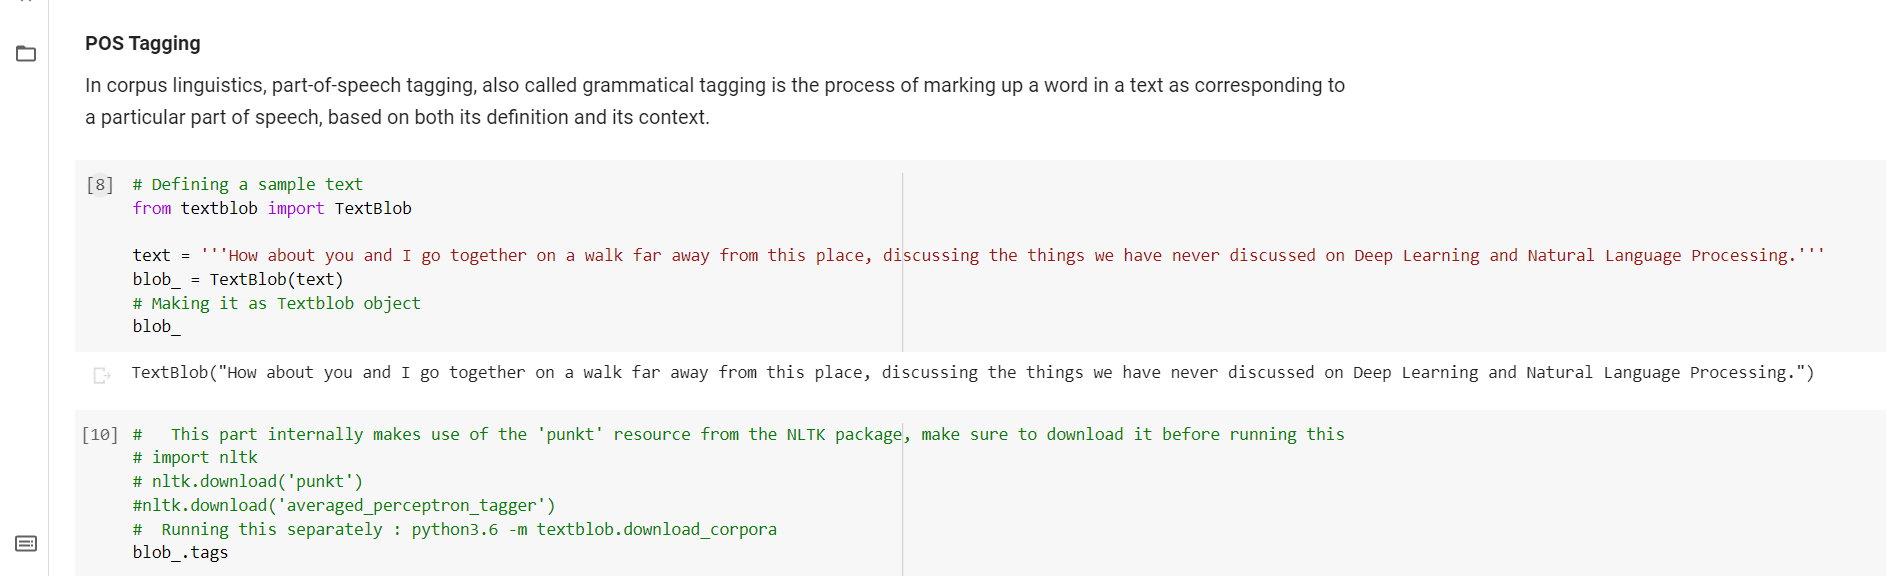 POS Tagging
In corpus linguistics, part-of-speech tagging, also called grammatical tagging is the process of marking up a word in a text as corresponding to
a particular part of speech, based on both its definition and its context.
[8] # Defining a sample text
from textblob import TextBlob
text = '''How about you and I go together on a walk far away from this place, discussing the things we have never discussed on Deep Learning and Natural Language Processing.'''
blob_ = TextBlob(text)
# Making it as Textblob object
blob_
TextBlob("How about you and I go together on a walk far away from this place, discussing the things we have never discussed on Deep Learning and Natural Language Processing.")
[10] #   This part internally makes use of the 'punkt' resource from the NLTK package, make sure to download it before running this
# import nltk
# nltk.download('punkt')
#nltk.download('averaged_perceptron_tagger')
#  Running this separately : python3.6 -m textblob.download_corpora
blob_.tags